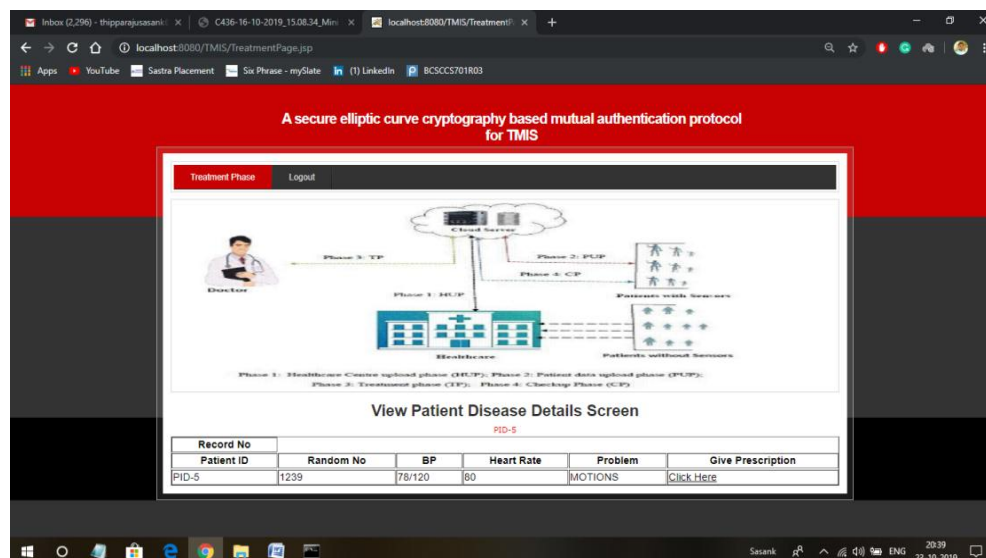 Inbox (2,296) - thipparajusasank
C436-16-10-2019_15.08.34_Mini
localhost:8080/TMIS/TreatmentP
localhost:8080/TMIS/TreatmentPage.jsp
Apps YouTube Sastra Placement Six Phrase - mySlate (1) LinkedIn BCSCCS701R03
A secure elliptic curve cryptography based mutual authentication protocol
for TMIS
Treatment Phase Logout
Cloud Server
Phase 3: TP
Phase 2: PUP
Phase 4: CP
Doctor
Phase 1: HUP
Patients with Sensors
Healthcare
Patients without Sensors
Phase 1: Healthcare Centre upload phase (HUP); Phase 2: Patient data upload phase (PUP);
Phase 3: Treatment phase (TP); Phase 4: Checkup Phase (CP)
View Patient Disease Details Screen
PID-5
Record No
Patient ID Random No BP Heart Rate Problem Give Prescription
PID-5 1239 78/120 80 MOTIONS Click Here
Sasank ENG 20:39
23-10-2019